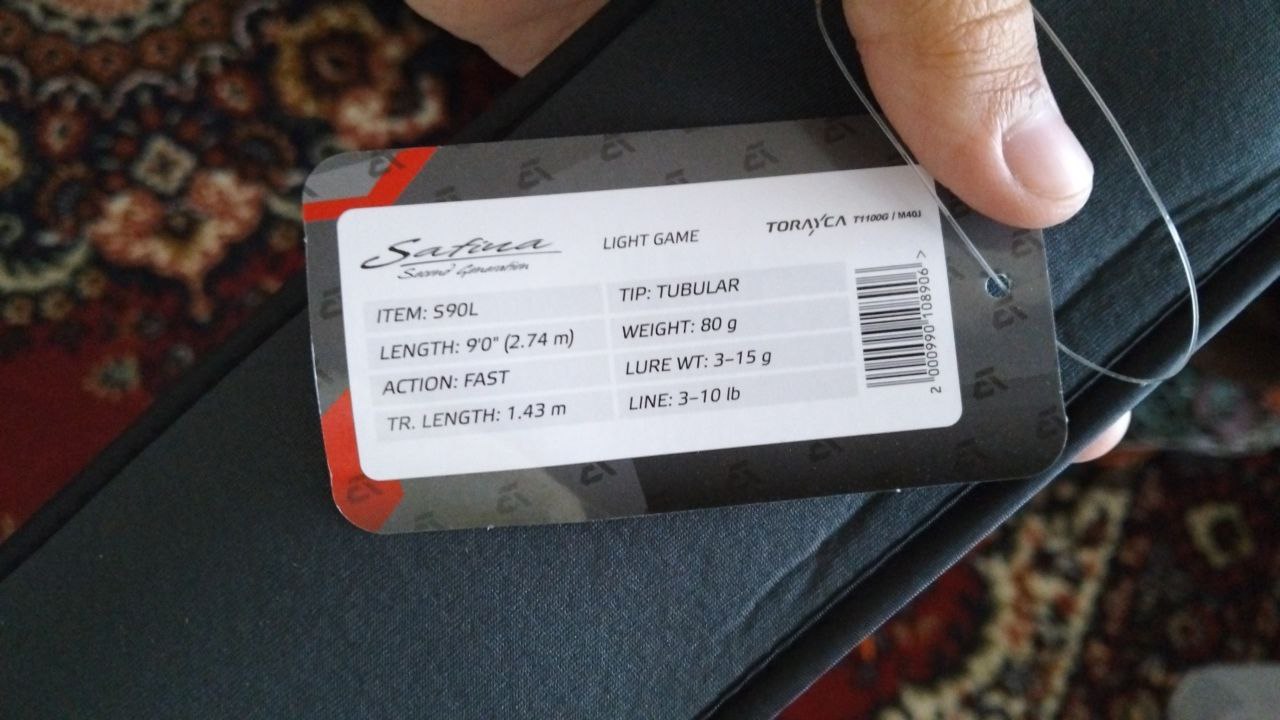 Safina
Second Generation
LIGHT GAME
TORAYCA T1100G / M40J
ITEM: S90L
LENGTH: 9'0" (2.74 m)
ACTION: FAST
TR. LENGTH: 1.43 m
TIP: TUBULAR
WEIGHT: 80 g
LURE WT: 3–15 g
LINE: 3–10 lb
2 000990 108906 >